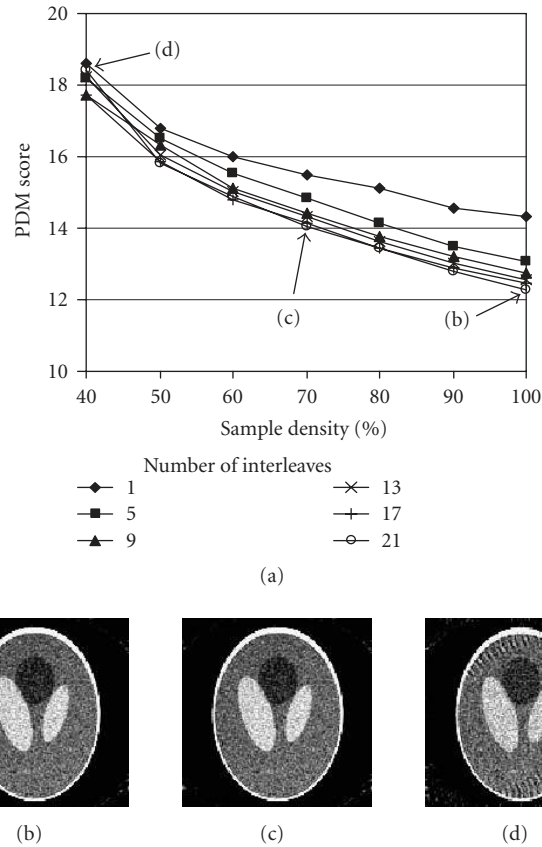 20
18
16
14
12
10
PDM score
(d)
(c)
(b)
40 50 60 70 80 90 100
Sample density (%)
Number of interleaves
1 13
5 17
9 21
(a)
(b) (c) (d)